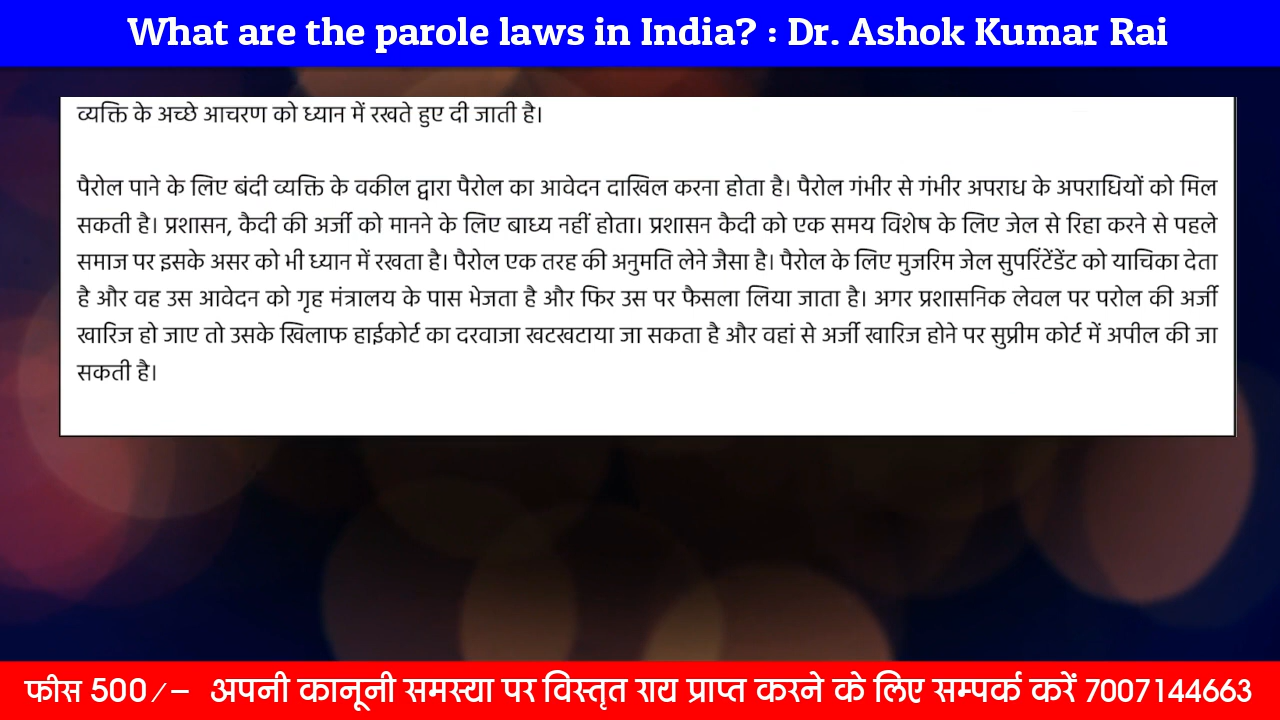 What are the parole laws in India? : Dr. Ashok Kumar Rai
व्यक्ति के अच्छे आचरण को ध्यान में रखते हुए दी जाती है।
पैरोल पाने के लिए बंदी व्यक्ति के वकील द्वारा पैरोल का आवेदन दाखिल करना होता है। पैरोल गंभीर से गंभीर अपराध के अपराधियों को मिल
सकती है। प्रशासन, कैदी की अर्जी को मानने के लिए बाध्य नहीं होता। प्रशासन कैदी को एक समय विशेष के लिए जेल से रिहा करने से पहले
समाज पर इसके असर को भी ध्यान में रखता है। पैरोल एक तरह की अनुमति लेने जैसा है। पैरोल के लिए मुजरिम जेल सुपरिंटेंडेंट को याचिका देता
है और वह उस आवेदन को गृह मंत्रालय के पास भेजता है और फिर उस पर फैसला लिया जाता है। अगर प्रशासनिक लेवल पर परोल की अर्जी
खारिज हो जाए तो उसके खिलाफ हाईकोर्ट का दरवाजा खटखटाया जा सकता है और वहां से अर्जी खारिज होने पर सुप्रीम कोर्ट में अपील की जा
सकती है।
फीस 500/– अपनी कानूनी समस्या पर विस्तृत राय प्राप्त करने के लिए सम्पर्क करें 7007144663